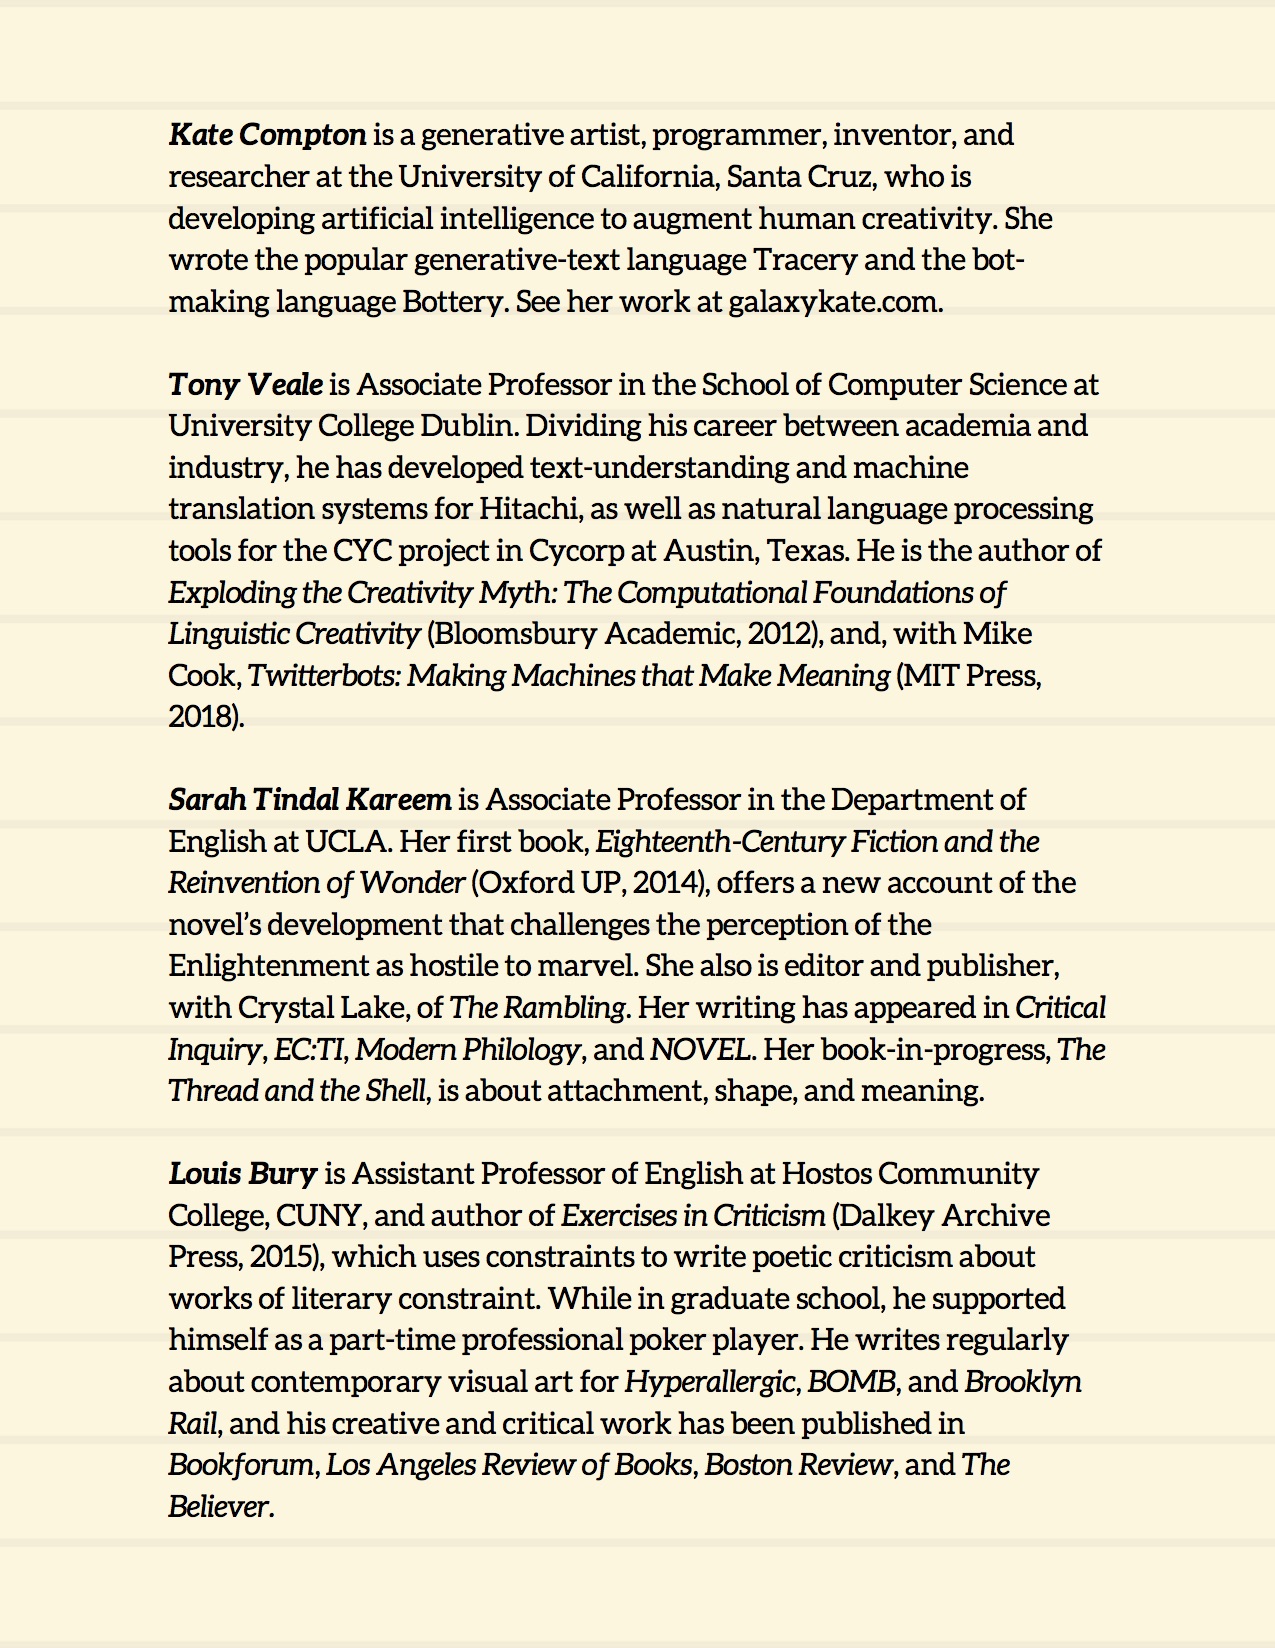 Kate Compton is a generative artist, programmer, inventor, and
researcher at the University of California, Santa Cruz, who is
developing artificial intelligence to augment human creativity. She
wrote the popular generative-text language Tracery and the bot-
making language Bottery. See her work at galaxykate.com.
Tony Veale is Associate Professor in the School of Computer Science at
University College Dublin. Dividing his career between academia and
industry, he has developed text-understanding and machine
translation systems for Hitachi, as well as natural language processing
tools for the CYC project in Cycorp at Austin, Texas. He is the author of
Exploding the Creativity Myth: The Computational Foundations of
Linguistic Creativity (Bloomsbury Academic, 2012), and, with Mike
Cook, Twitterbots: Making Machines that Make Meaning (MIT Press,
2018).
Sarah Tindal Kareem is Associate Professor in the Department of
English at UCLA. Her first book, Eighteenth-Century Fiction and the
Reinvention of Wonder (Oxford UP, 2014), offers a new account of the
novel’s development that challenges the perception of the
Enlightenment as hostile to marvel. She also is editor and publisher,
with Crystal Lake, of The Rambling. Her writing has appeared in Critical
Inquiry, EC:TI, Modern Philology, and NOVEL. Her book-in-progress, The
Thread and the Shell, is about attachment, shape, and meaning.
Louis Bury is Assistant Professor of English at Hostos Community
College, CUNY, and author of Exercises in Criticism (Dalkey Archive
Press, 2015), which uses constraints to write poetic criticism about
works of literary constraint. While in graduate school, he supported
himself as a part-time professional poker player. He writes regularly
about contemporary visual art for Hyperallergic, BOMB, and Brooklyn
Rail, and his creative and critical work has been published in
Bookforum, Los Angeles Review of Books, Boston Review, and The
Believer.